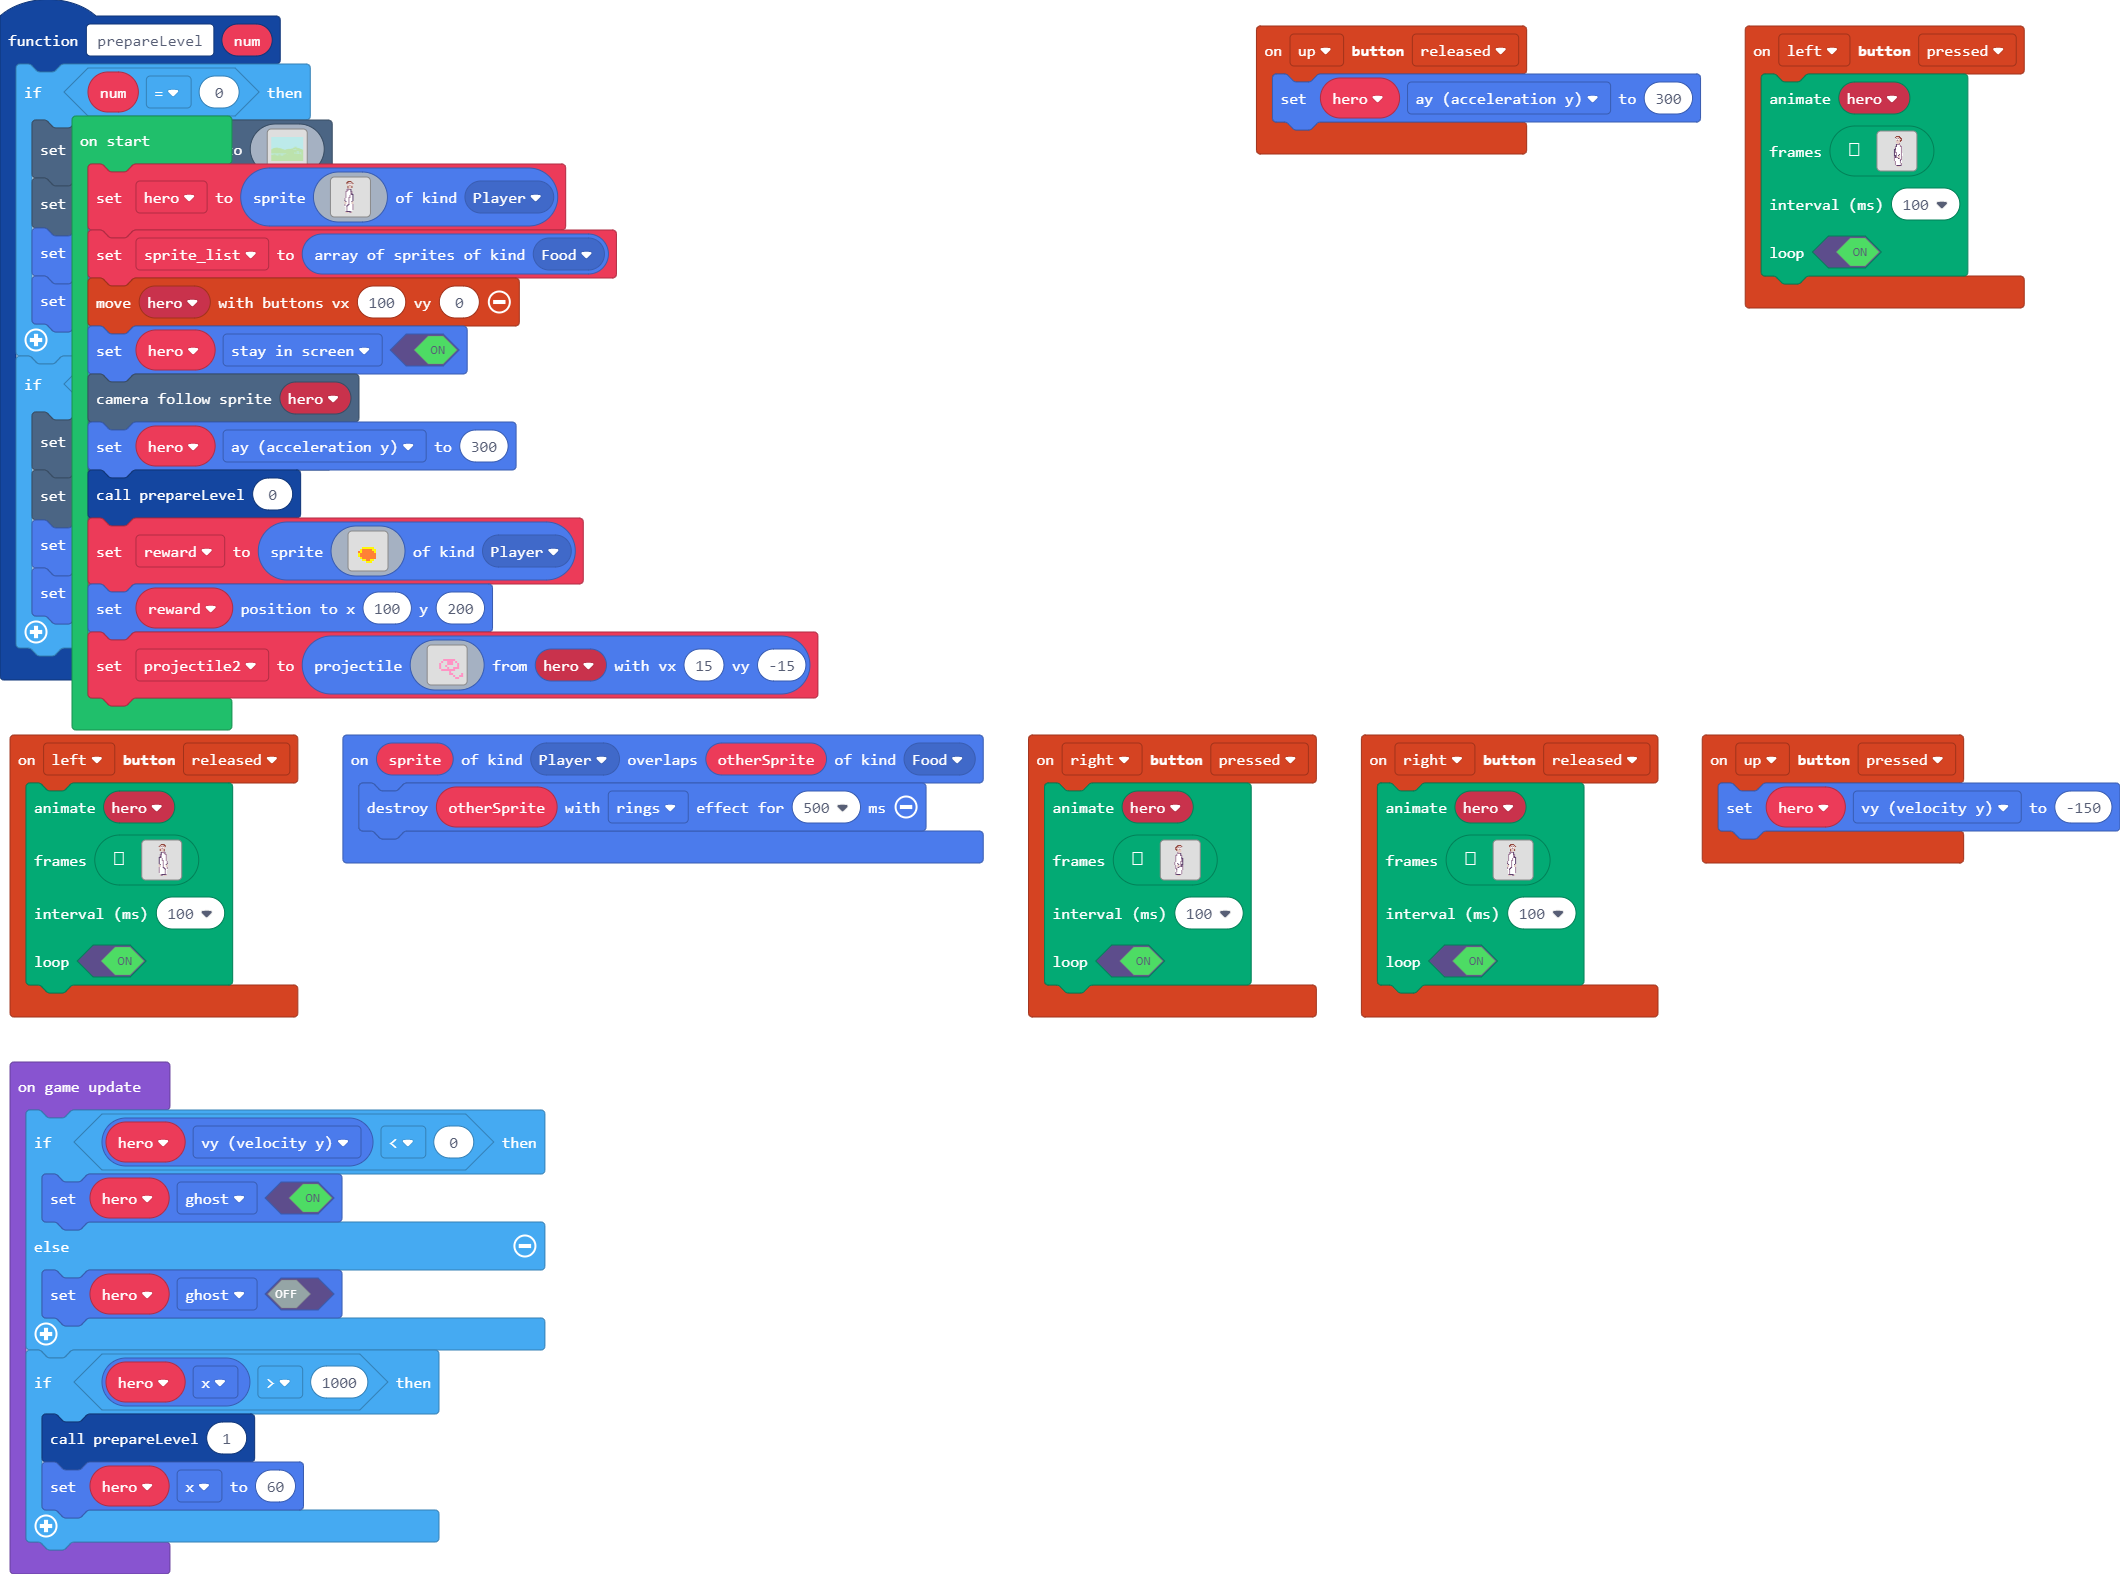 function prepareLevel num
if num = 0 then
set
set
set
set
if
set
set
set
set
on start
set hero to sprite of kind Player
set sprite_list to array of sprites of kind Food
move hero with buttons vx 100 vy 0
set hero stay in screen ON
camera follow sprite hero
set hero ay (acceleration y) to 300
call prepareLevel 0
set reward to sprite of kind Player
set reward position to x 100 y 200
set projectile2 to projectile from hero with vx 15 vy -15
on up button released
set hero ay (acceleration y) to 300
on left button pressed
animate hero
frames
interval (ms) 100
loop ON
on left button released
animate hero
frames
interval (ms) 100
loop ON
on sprite of kind Player overlaps otherSprite of kind Food
destroy otherSprite with rings effect for 500 ms
on right button pressed
animate hero
frames
interval (ms) 100
loop ON
on right button released
animate hero
frames
interval (ms) 100
loop ON
on up button pressed
set hero vy (velocity y) to -150
on game update
if hero vy (velocity y) < 0 then
set hero ghost ON
else
set hero ghost OFF
if hero x > 1000 then
call prepareLevel 1
set hero x to 60